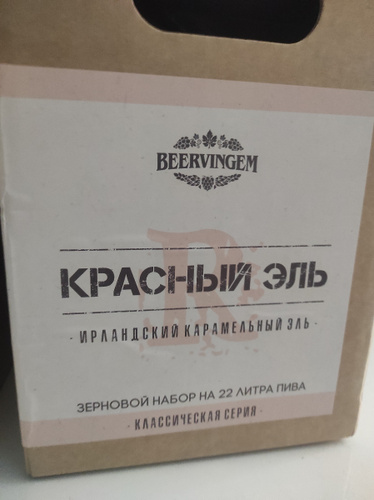 BEERVINGEM
КРАСНЫЙ ЭЛЬ
· ИРЛАНДСКИЙ КАРАМЕЛЬНЫЙ ЭЛЬ ·
ЗЕРНОВОЙ НАБОР НА 22 ЛИТРА ПИВА
· КЛАССИЧЕСКАЯ СЕРИЯ ·